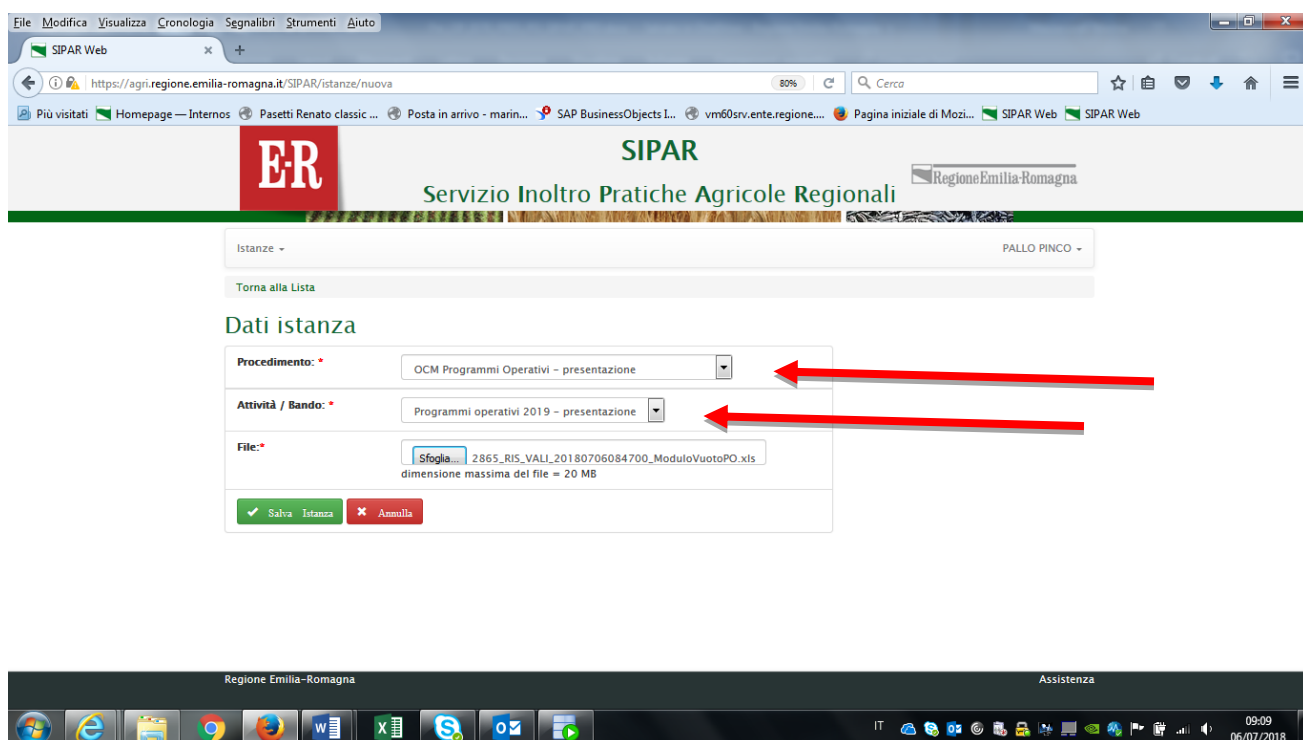 File Modifica Visualizza Cronologia Segnalibri Strumenti Aiuto
SIPAR Web
https://agri.regione.emilia-romagna.it/SIPAR/istanze/nuova 80% Cerca
Più visitati Homepage — Internos Pasetti Renato classic ... Posta in arrivo - marin... SAP BusinessObjects I... vm60srv.ente.regione.... Pagina iniziale di Mozi... SIPAR Web SIPAR Web
E·R
SIPAR
Servizio Inoltro Pratiche Agricole Regionali
RegioneEmilia-Romagna
Istanze PALLO PINCO
Torna alla Lista
Dati istanza
Procedimento: * OCM Programmi Operativi – presentazione
Attività / Bando: * Programmi operativi 2019 – presentazione
File:* Sfoglia... 2865_RIS_VALI_20180706084700_ModuloVuotoPO.xls
dimensione massima del file = 20 MB
Salva Istanza Annulla
Regione Emilia-Romagna Assistenza
IT 09:09
06/07/2018